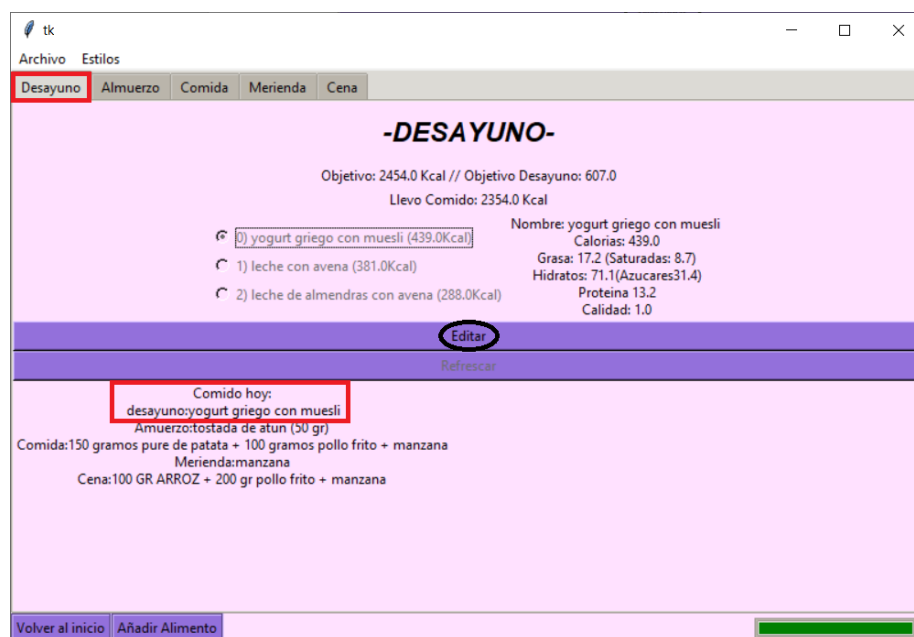 tk
Archivo Estilos
Desayuno Almuerzo Comida Merienda Cena
-DESAYUNO-
Objetivo: 2454.0 Kcal // Objetivo Desayuno: 607.0
Llevo Comido: 2354.0 Kcal
0) yogurt griego con muesli (439.0Kcal)
1) leche con avena (381.0Kcal)
2) leche de almendras con avena (288.0Kcal)
Nombre: yogurt griego con muesli
Calorias: 439.0
Grasa: 17.2 (Saturadas: 8.7)
Hidratos: 71.1(Azucares31.4)
Proteina 13.2
Calidad: 1.0
Editar
Refrescar
Comido hoy:
desayuno:yogurt griego con muesli
Amuerzo:tostada de atun (50 gr)
Comida:150 gramos pure de patata + 100 gramos pollo frito + manzana
Merienda:manzana
Cena:100 GR ARROZ + 200 gr pollo frito + manzana
Volver al inicio Añadir Alimento